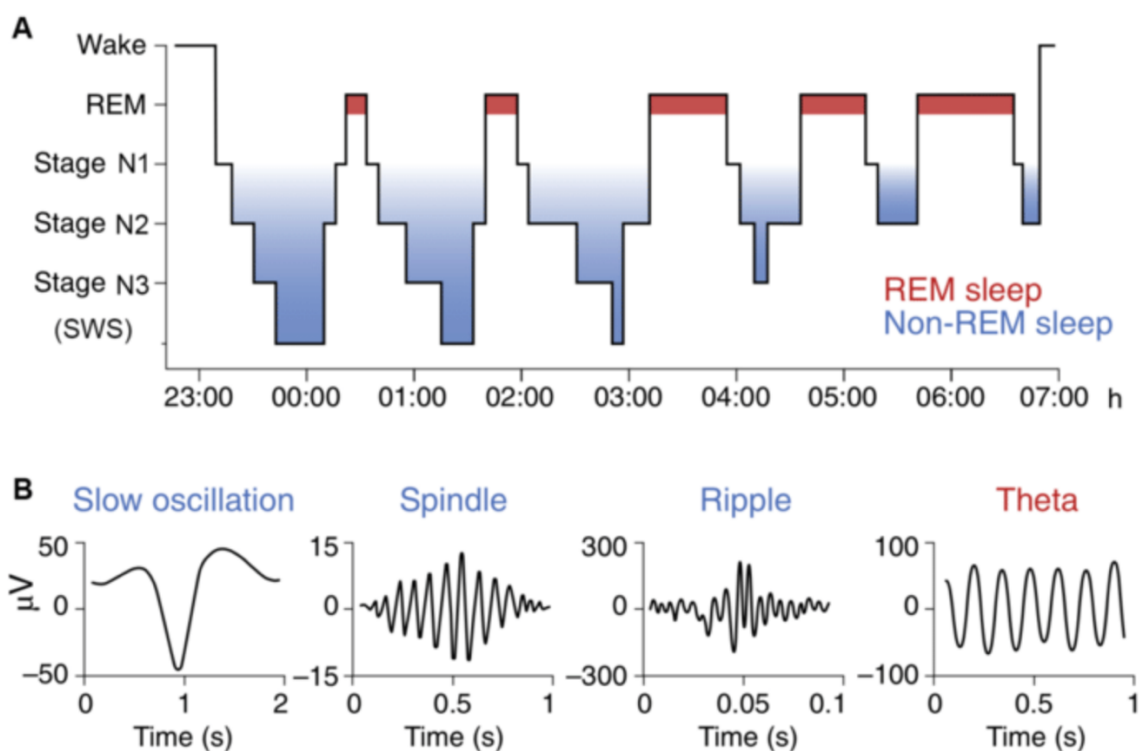 A
Wake
REM
Stage N1
Stage N2
Stage N3
(SWS)
REM sleep
Non-REM sleep
23:00 00:00 01:00 02:00 03:00 04:00 05:00 06:00 07:00 h
B
Slow oscillation Spindle Ripple Theta
50 15 300 100
µV
0 0 0 0
−50 −15 −300 −100
0 1 2 0 0.5 1 0 0.05 0.1 0 0.5 1
Time (s) Time (s) Time (s) Time (s)